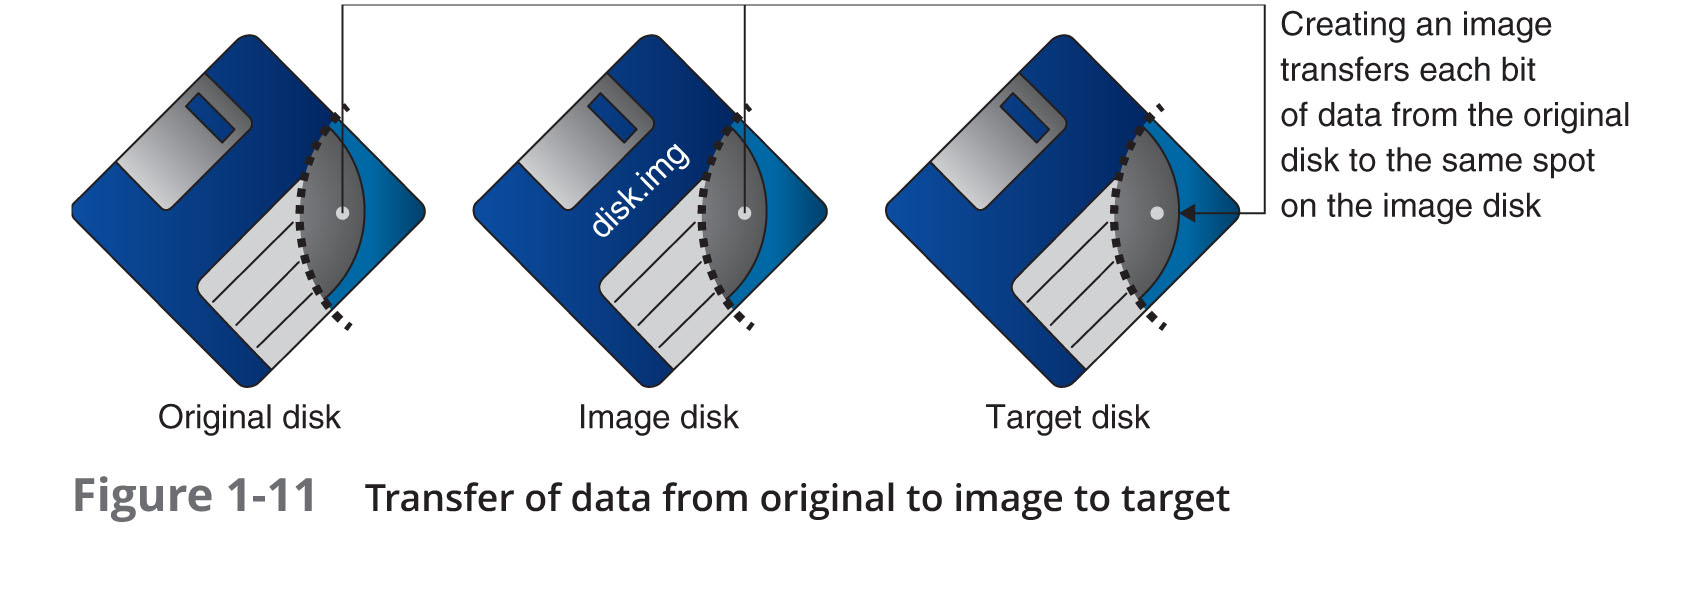 Creating an image
transfers each bit
of data from the original
disk to the same spot
on the image disk
disk.img
Original disk
Image disk
Target disk
Figure 1-11 Transfer of data from original to image to target